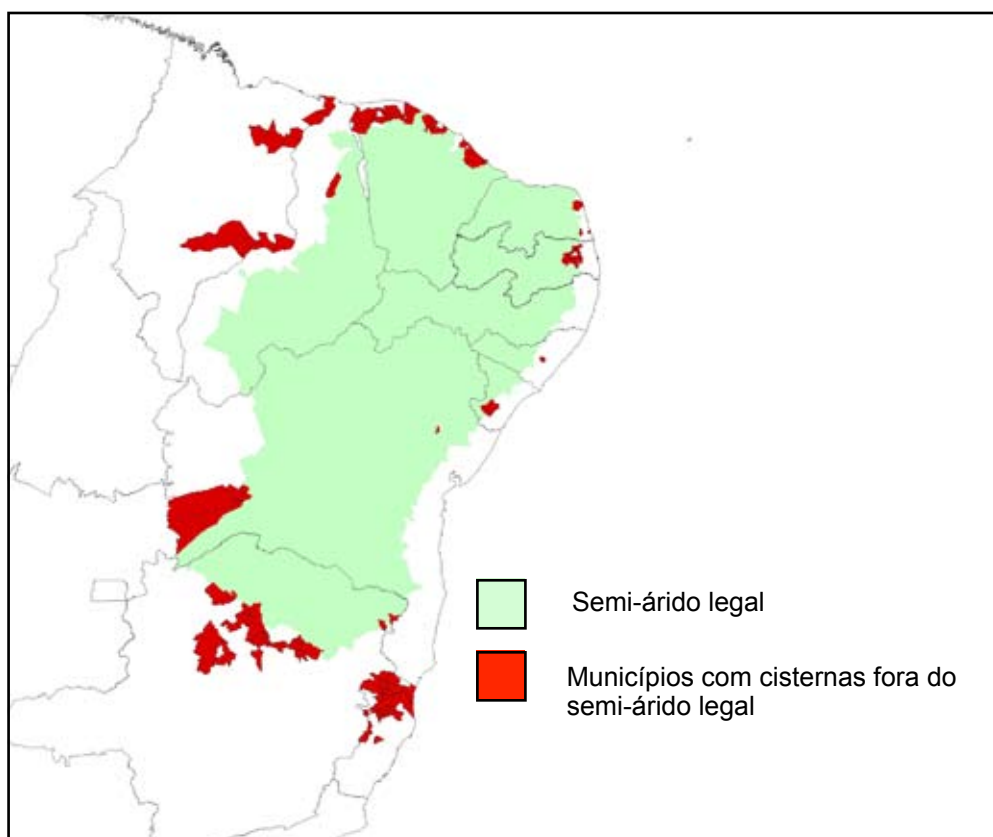 Semi-árido legal
Municípios com cisternas fora do
semi-árido legal